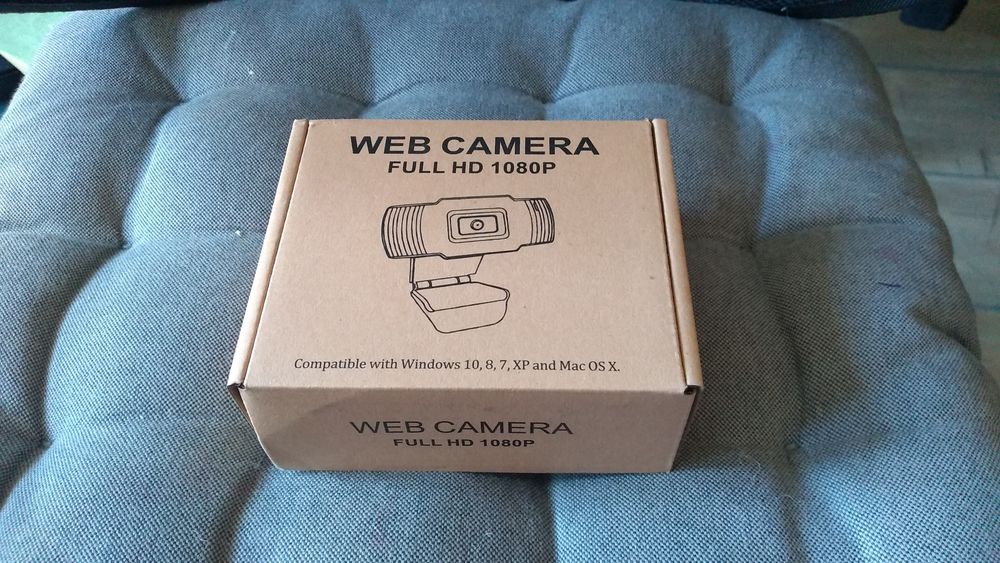 WEB CAMERA
FULL HD 1080P
Compatible with Windows 10, 8, 7, XP and Mac OS X.
WEB CAMERA
FULL HD 1080P